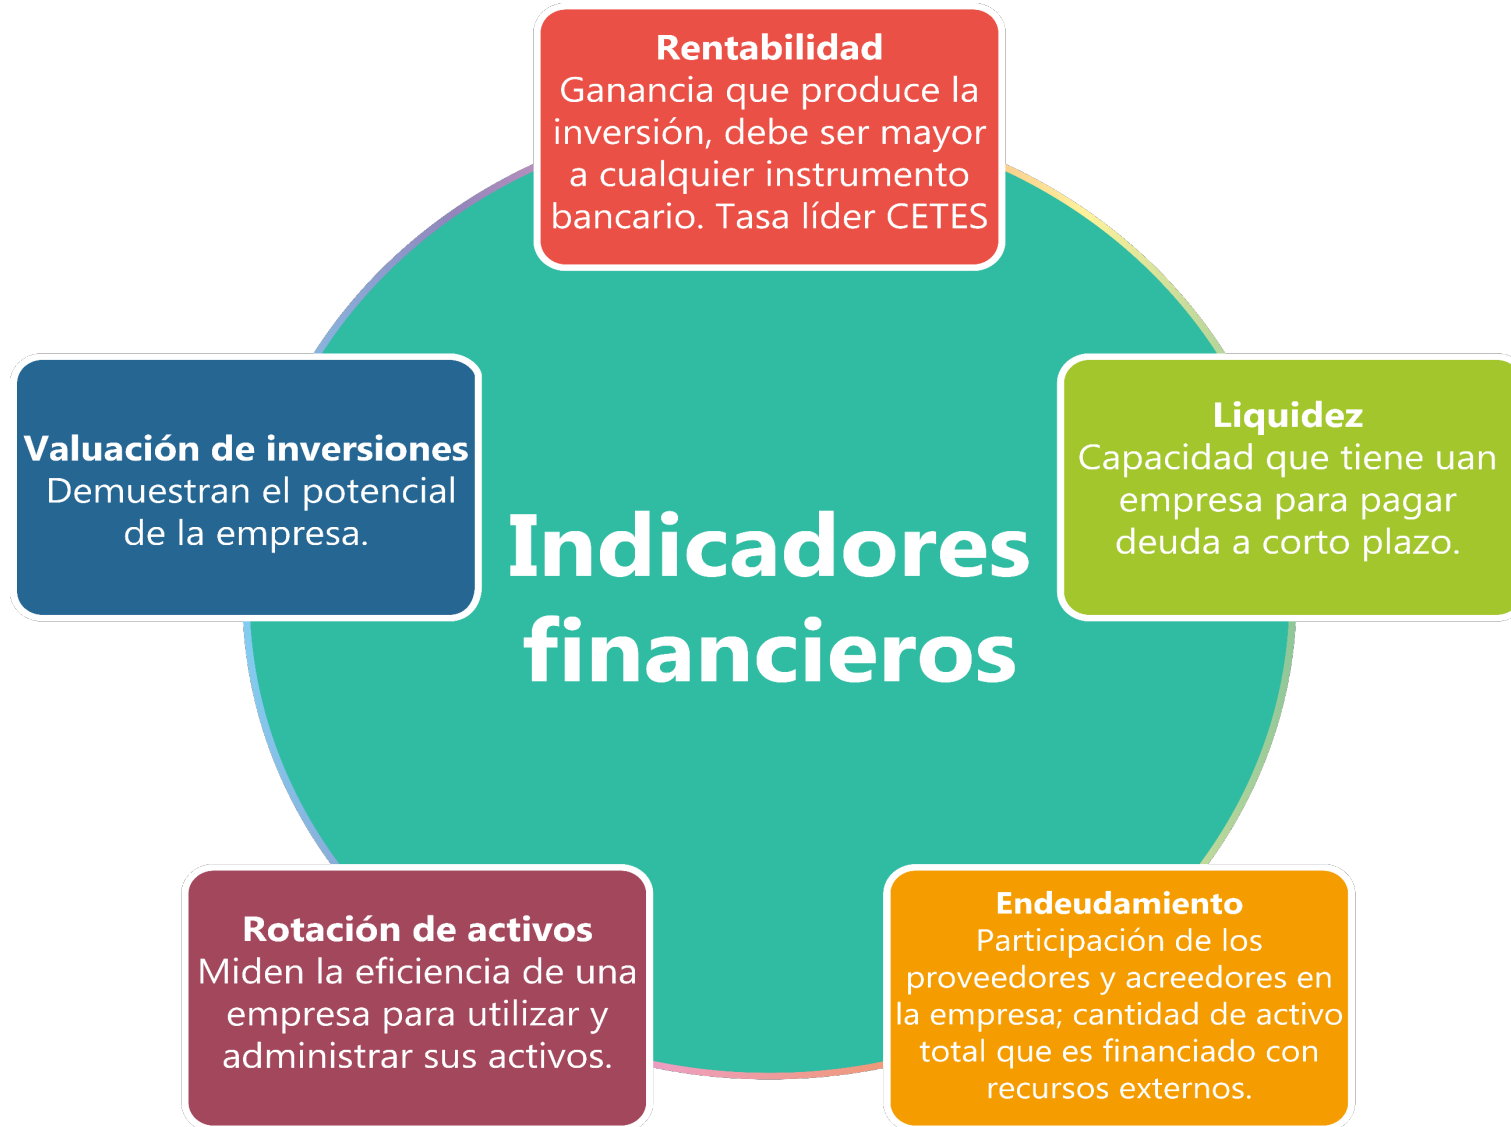 Rentabilidad
Ganancia que produce la
inversión, debe ser mayor
a cualquier instrumento
bancario. Tasa líder CETES
Liquidez
Capacidad que tiene uan
empresa para pagar
deuda a corto plazo.
Endeudamiento
Participación de los
proveedores y acreedores en
la empresa; cantidad de activo
total que es financiado con
recursos externos.
Rotación de activos
Miden la eficiencia de una
empresa para utilizar y
administrar sus activos.
Valuación de inversiones
Demuestran el potencial
de la empresa.
Indicadores
financieros